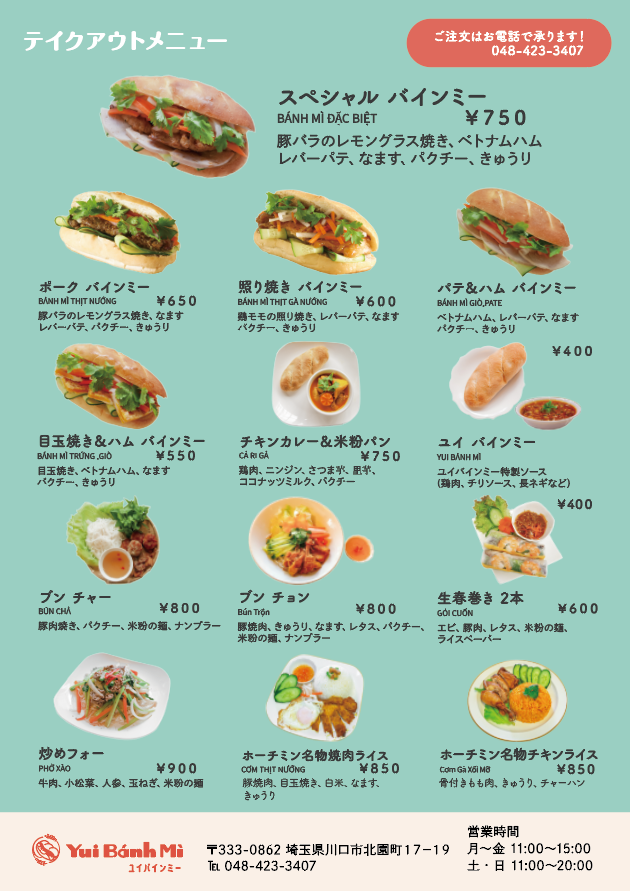 テイクアウトメニュー
ご注文はお電話で承ります!
048-423-3407
スペシャル バインミー
BÁNH MÌ ĐẶC BIỆT ¥750
豚バラのレモングラス焼き、ベトナムハム
レバーパテ、なます、パクチー、きゅうり
ポーク バインミー
BÁNH MÌ THỊT NƯỚNG ¥650
豚バラのレモングラス焼き、なます
レバーパテ、パクチー、きゅうり
照り焼き バインミー
BÁNH MÌ THỊT GÀ NƯỚNG ¥600
鶏モモの照り焼き、レバーパテ、なます
パクチー、きゅうり
パテ&ハム バインミー
BÁNH MÌ GIÒ,PATE
ベトナムハム、レバーパテ、なます
パクチー、きゅうり
¥400
目玉焼き&ハム バインミー
BÁNH MÌ TRỨNG ,GIÒ ¥550
目玉焼き、ベトナムハム、なます
パクチー、きゅうり
チキンカレー&米粉パン
CÀ RI GÀ ¥750
鶏肉、ニンジン、さつま芋、里芋、
ココナッツミルク、パクチー
ユイ バインミー
YUI BÁNH MÌ
ユイバインミー特製ソース
(鶏肉、チリソース、長ネギなど)
¥400
ブン チャー
BÚN CHẢ ¥800
豚肉焼き、パクチー、米粉の麺、ナンプラー
ブン チョン
Bún Trộn ¥800
豚焼肉、きゅうり、なます、レタス、パクチー、
米粉の麺、ナンプラー
生春巻き 2本
GỎI CUỐN ¥600
エビ、豚肉、レタス、米粉の麺、
ライスペーパー
炒めフォー
PHỞ XÀO ¥900
牛肉、小松菜、人参、玉ねぎ、米粉の麺
ホーチミン名物焼肉ライス
CƠM THỊT NƯỚNG ¥850
豚焼肉、目玉焼き、白米、なます、
きゅうり
ホーチミン名物チキンライス
Cơm Gà Xối Mỡ ¥850
骨付きもも肉、きゅうり、チャーハン
Yui Bánh Mì
ユイバインミー
〒333-0862 埼玉県川口市北園町17-19
℡ 048-423-3407
営業時間
月〜金 11:00〜15:00
土・日 11:00〜20:00